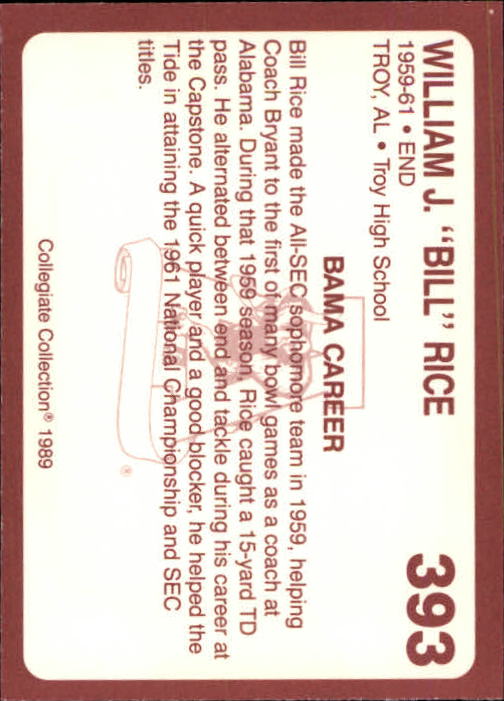 WILLIAM J. "BILL" RICE 393
1959-61 • END
TROY, AL • Troy High School
BAMA CAREER
Bill Rice made the All-SEC sophomore team in 1959, helping
Coach Bryant to the first of many bowl games as a coach at
Alabama. During that 1959 season, Rice caught a 15-yard TD
pass. He alternated between end and tackle during his career at
the Capstone. A quick player and a good blocker, he helped the
Tide in attaining the 1961 National Championship and SEC
titles.
®
Collegiate Collection® 1989